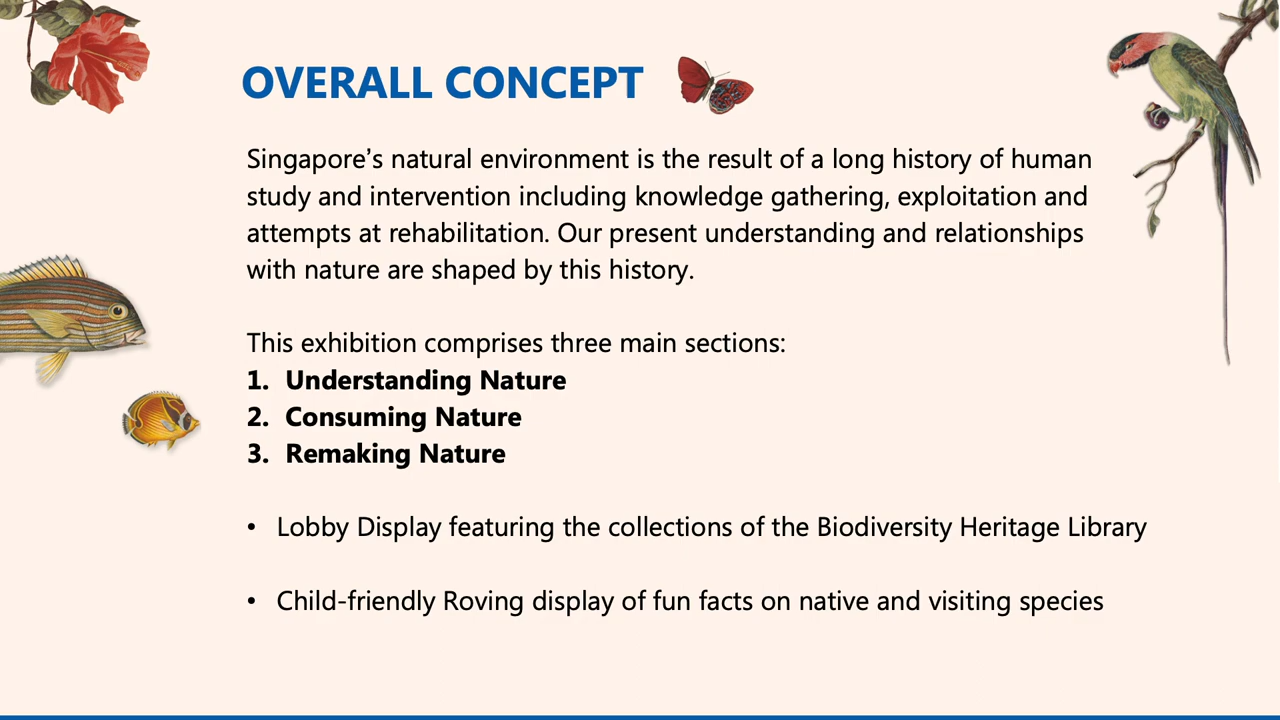 OVERALL CONCEPT
Singapore’s natural environment is the result of a long history of human
study and intervention including knowledge gathering, exploitation and
attempts at rehabilitation. Our present understanding and relationships
with nature are shaped by this history.
This exhibition comprises three main sections:
1. Understanding Nature
2. Consuming Nature
3. Remaking Nature
• Lobby Display featuring the collections of the Biodiversity Heritage Library
• Child-friendly Roving display of fun facts on native and visiting species